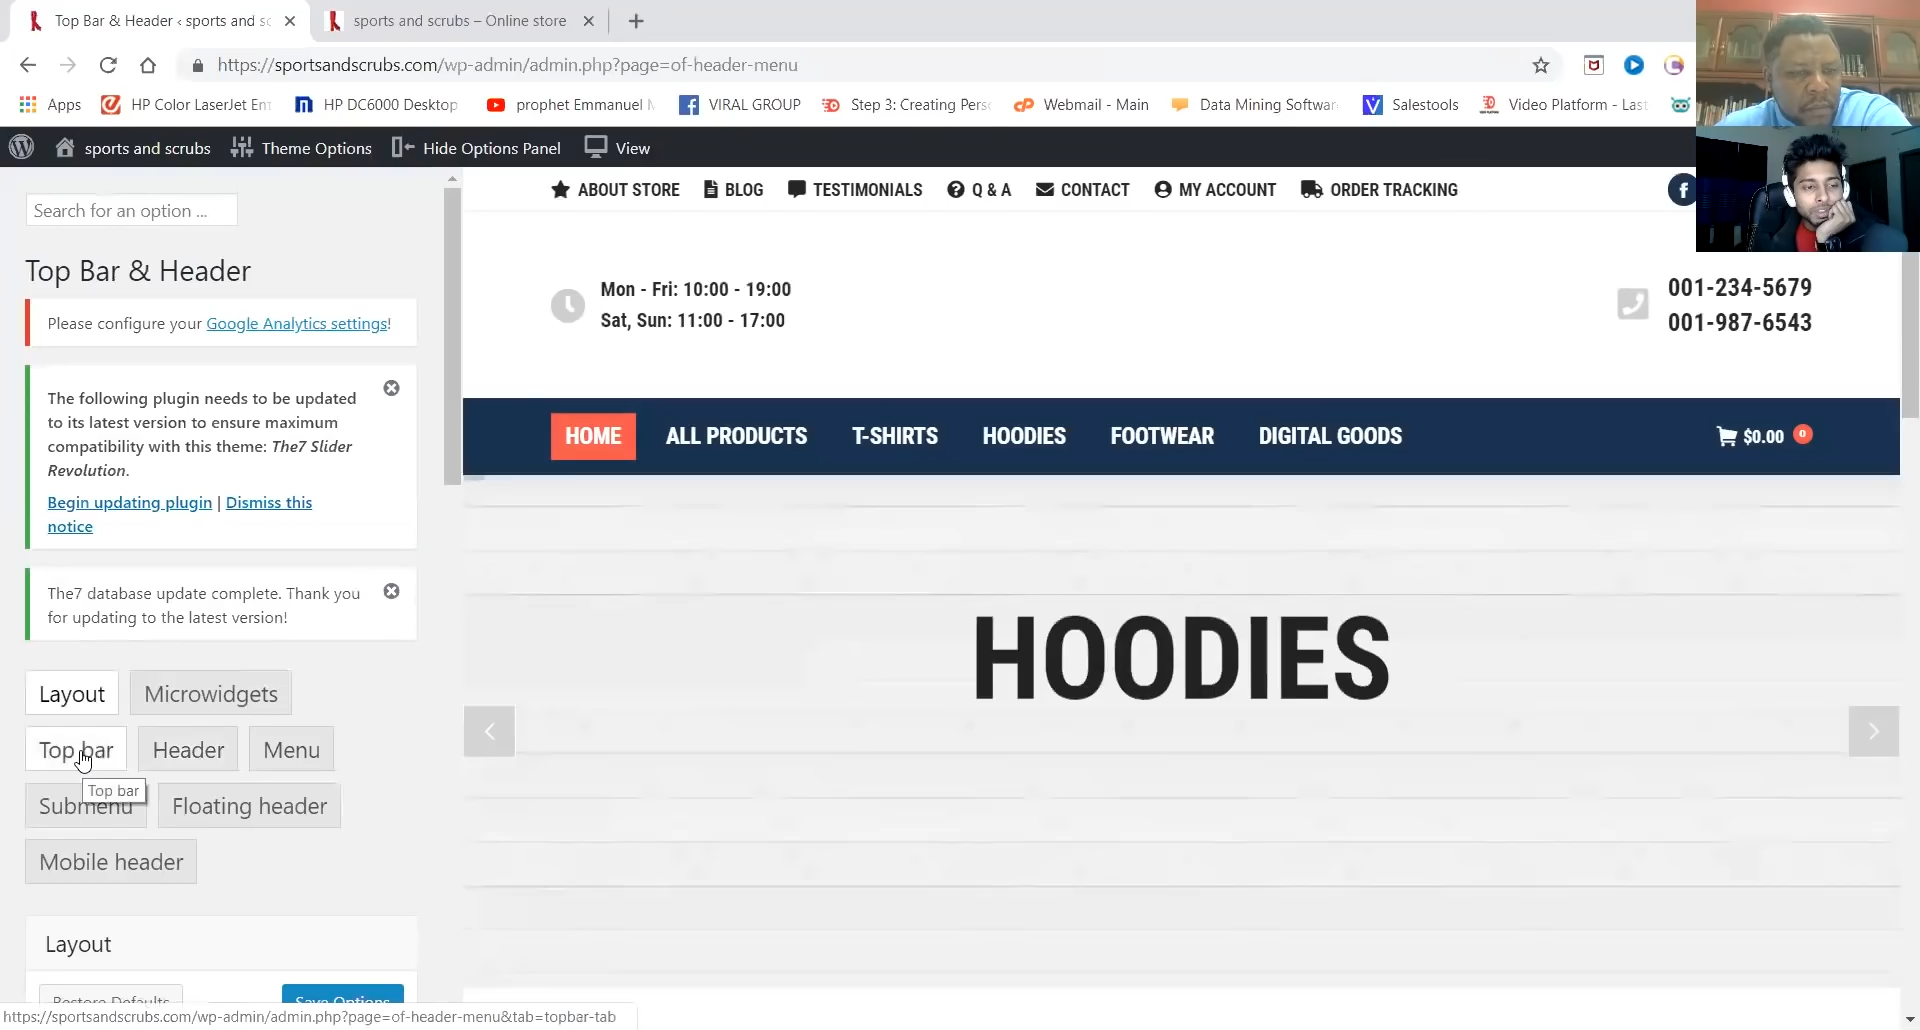 Top Bar & Header ‹ sports and sc
sports and scrubs – Online store
https://sportsandscrubs.com/wp-admin/admin.php?page=of-header-menu
Apps
HP Color LaserJet Ent
HP DC6000 Desktop
prophet Emmanuel M
VIRAL GROUP
Step 3: Creating Pers
Webmail - Main
Data Mining Softwar
Salestools
Video Platform - Last
sports and scrubs
Theme Options
Hide Options Panel
View
Search for an option ...
Top Bar & Header
Please configure your Google Analytics settings!
The following plugin needs to be updated
to its latest version to ensure maximum
compatibility with this theme: The7 Slider
Revolution.
Begin updating plugin | Dismiss this
notice
The7 database update complete. Thank you
for updating to the latest version!
Layout
Microwidgets
Top bar
Header
Menu
Top bar
Submenu
Floating header
Mobile header
Layout
Restore Defaults
Save Options
https://sportsandscrubs.com/wp-admin/admin.php?page=of-header-menu&tab=topbar-tab
ABOUT STORE
BLOG
TESTIMONIALS
Q & A
CONTACT
MY ACCOUNT
ORDER TRACKING
Mon - Fri: 10:00 - 19:00
Sat, Sun: 11:00 - 17:00
001-234-5679
001-987-6543
HOME
ALL PRODUCTS
T-SHIRTS
HOODIES
FOOTWEAR
DIGITAL GOODS
$0.00
0
HOODIES